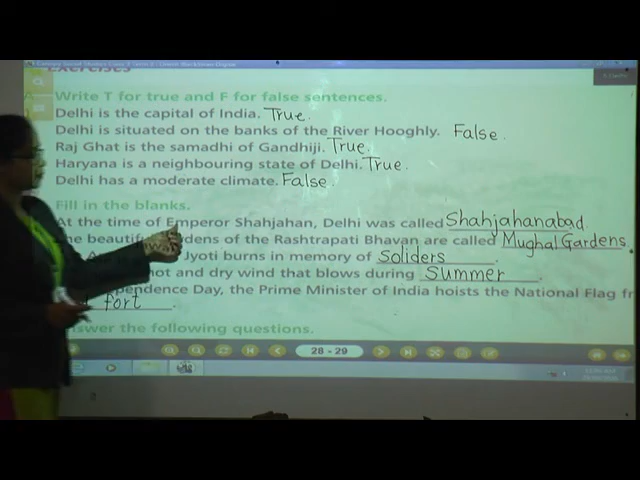 Exercises
Write T for true and F for false sentences.
Delhi is the capital of India. True.
Delhi is situated on the banks of the River Hooghly. False.
Raj Ghat is the samadhi of Gandhiji. True.
Haryana is a neighbouring state of Delhi. True.
Delhi has a moderate climate. False.
Fill in the blanks.
At the time of Emperor Shahjahan, Delhi was called Shahjahanabad.
of the Rashtrapati Bhavan are called Mughal Gardens.
Jyoti burns in memory of Soliders.
hot and dry wind that blows during Summer.
Day, the Prime Minister of India hoists the National Flag
fort.
the following questions.
28 - 29